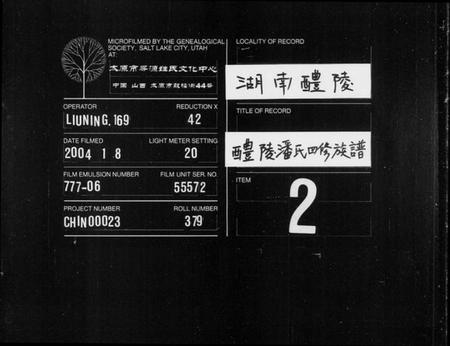 MICROFILMED BY THE GENEALOGICAL
SOCIETY, SALT LAKE CITY, UTAH
AT:
太原市寻源姓氏文化中心
中国 山西 太原市鼓楼街44号
OPERATOR
LIUNING.169
REDUCTION X
42
DATE FILMED
2004 1 8
LIGHT METER SETTING
20
FILM EMULSION NUMBER
777-06
FILM UNIT SER. NO.
55572
PROJECT NUMBER
CHIN00023
ROLL NUMBER
379
LOCALITY OF RECORD
湖南醴陵
TITLE OF RECORD
醴陵潘氏四修族譜
ITEM
2